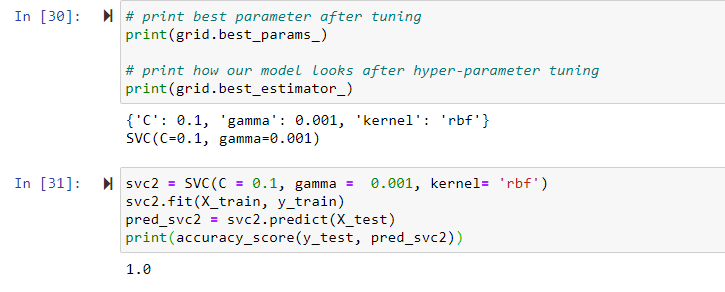 In [30]:
# print best parameter after tuning
print(grid.best_params_)

# print how our model looks after hyper-parameter tuning
print(grid.best_estimator_)
{'C': 0.1, 'gamma': 0.001, 'kernel': 'rbf'}
SVC(C=0.1, gamma=0.001)
In [31]:
svc2 = SVC(C = 0.1, gamma =  0.001, kernel= 'rbf')
svc2.fit(X_train, y_train)
pred_svc2 = svc2.predict(X_test)
print(accuracy_score(y_test, pred_svc2))
1.0